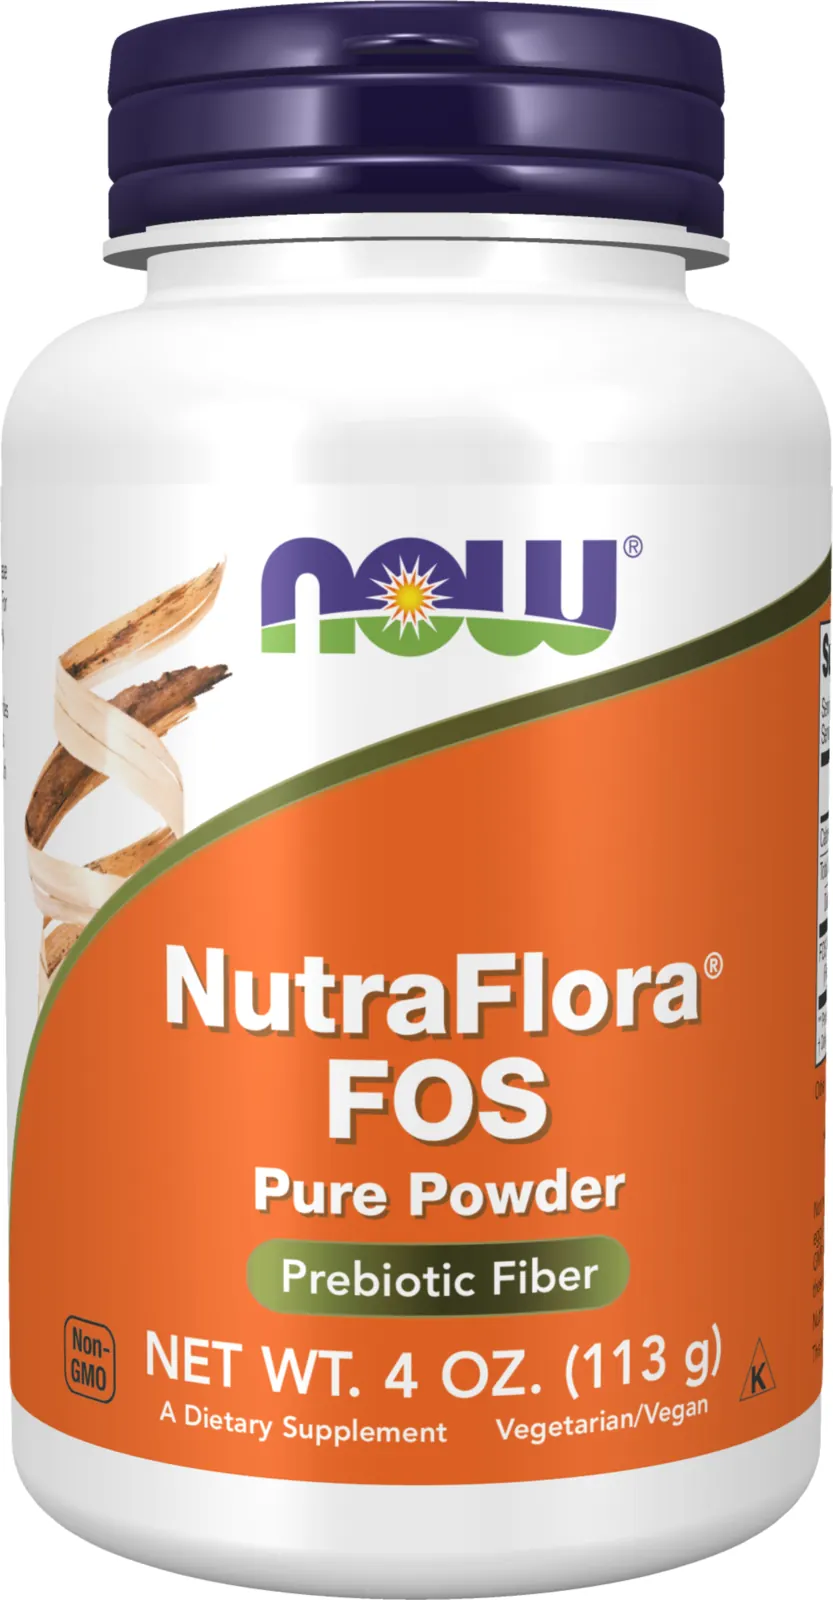 now®
NutraFlora®
FOS
Pure Powder
Prebiotic Fiber
Non-
GMO
NET WT. 4 OZ. (113 g)
K
A Dietary Supplement
Vegetarian/Vegan